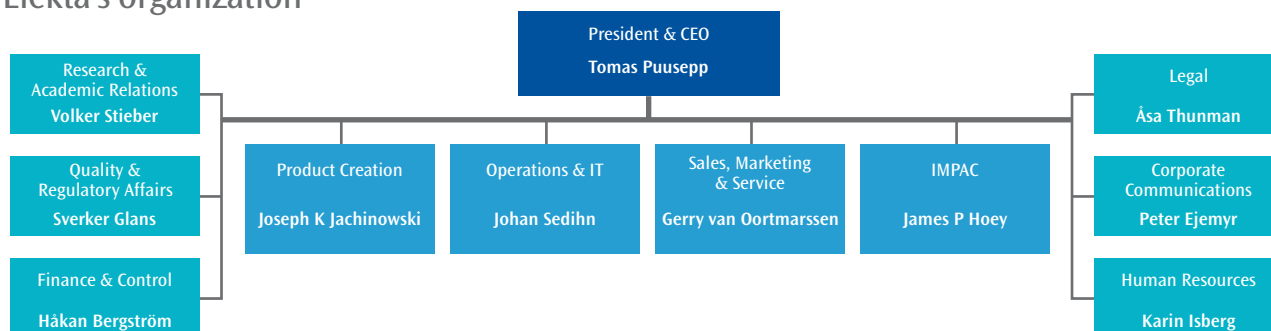 Elekta's organization
President & CEO
Tomas Puusepp
Research &
Academic Relations
Volker Stieber
Legal
Åsa Thunman
Product Creation
Joseph K Jachinowski
Operations & IT
Johan Sedihn
Sales, Marketing
& Service
Gerry van Oortmarssen
IMPAC
James P Hoey
Quality &
Regulatory Affairs
Sverker Glans
Corporate
Communications
Peter Ejemyr
Finance & Control
Håkan Bergström
Human Resources
Karin Isberg